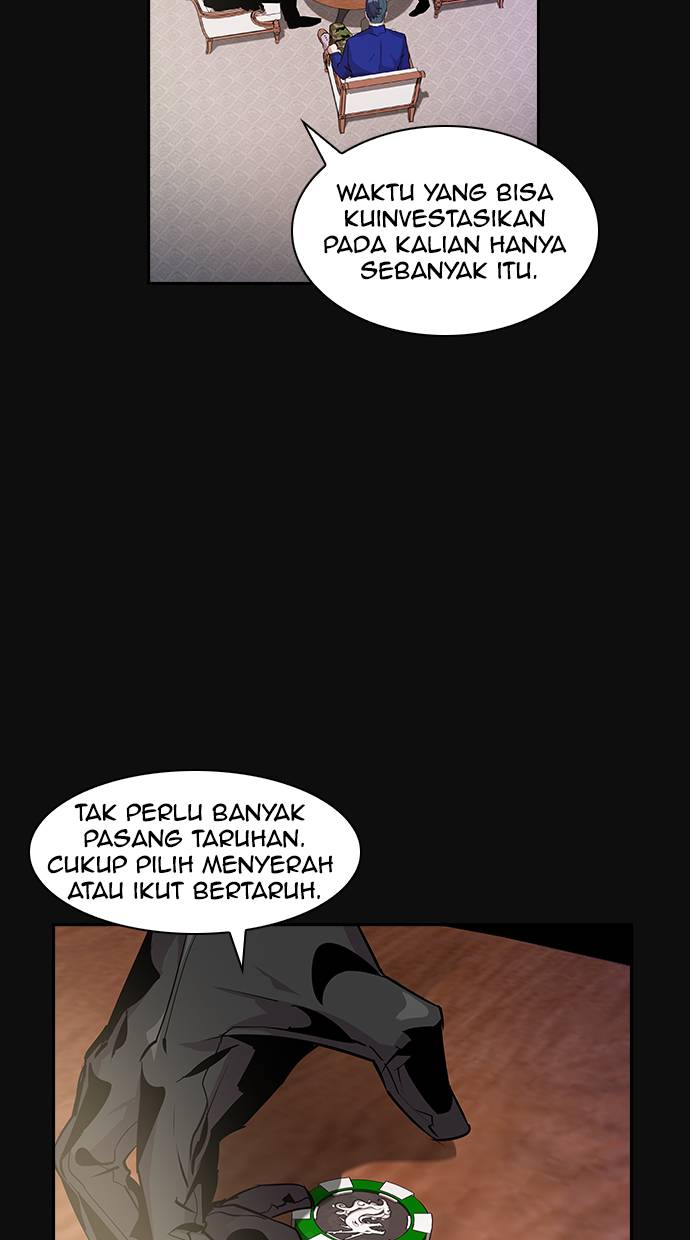 WAKTU YANG BISA
KUINVESTASIKAN
PADA KALIAN HANYA
SEBANYAK ITU.
TAK PERLU BANYAK
PASANG TARUHAN.
CUKUP PILIH MENYERAH
ATAU IKUT BERTARUH.